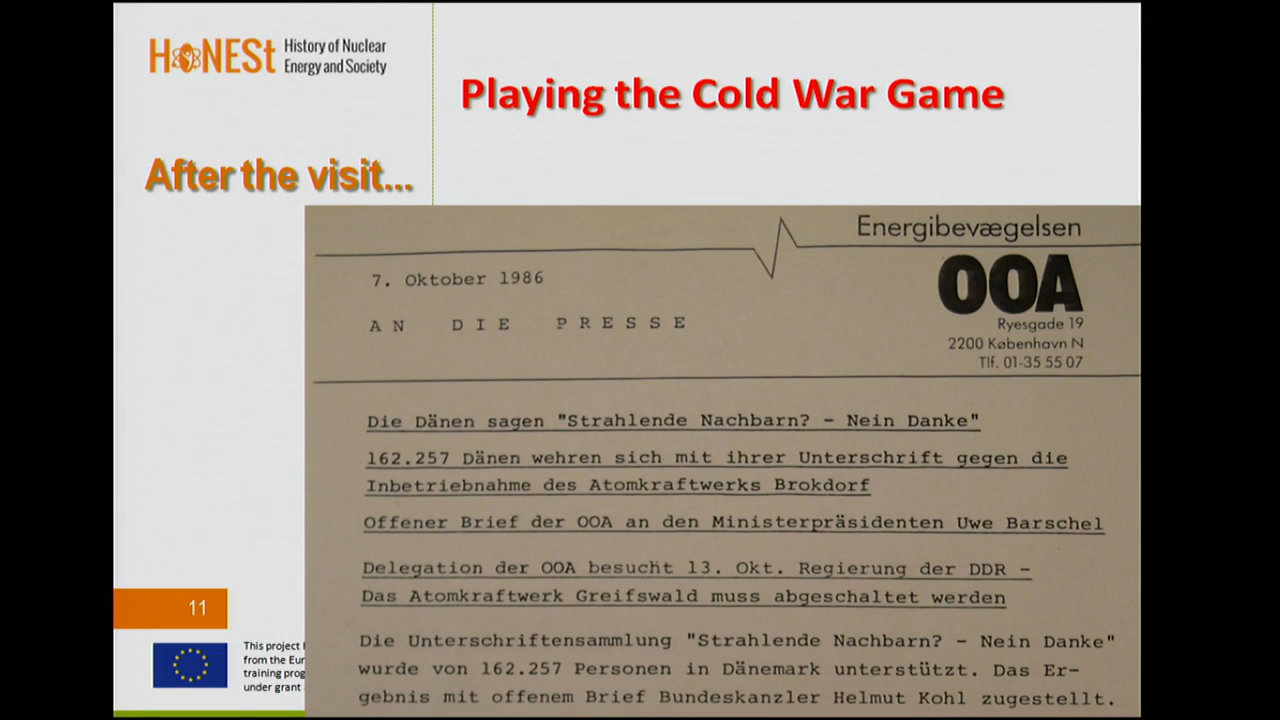 HONESt
History of Nuclear
Energy and Society
Playing the Cold War Game
After the visit...
Energibevægelsen
OOA
Ryesgade 19
2200 København N
Tlf. 01-35 55 07
7. Oktober 1986
AN DIE PRESSE
Die Dänen sagen "Strahlende Nachbarn? - Nein Danke"
162.257 Dänen wehren sich mit ihrer Unterschrift gegen die
Inbetriebnahme des Atomkraftwerks Brokdorf
Offener Brief der OOA an den Ministerpräsidenten Uwe Barschel
Delegation der OOA besucht 13. Okt. Regierung der DDR -
Das Atomkraftwerk Greifswald muss abgeschaltet werden
Die Unterschriftensammlung "Strahlende Nachbarn? - Nein Danke"
wurde von 162.257 Personen in Dänemark unterstützt. Das Er-
gebnis mit offenem Brief Bundeskanzler Helmut Kohl zugestellt.
11
This project
from the Eur
training prog
under grant